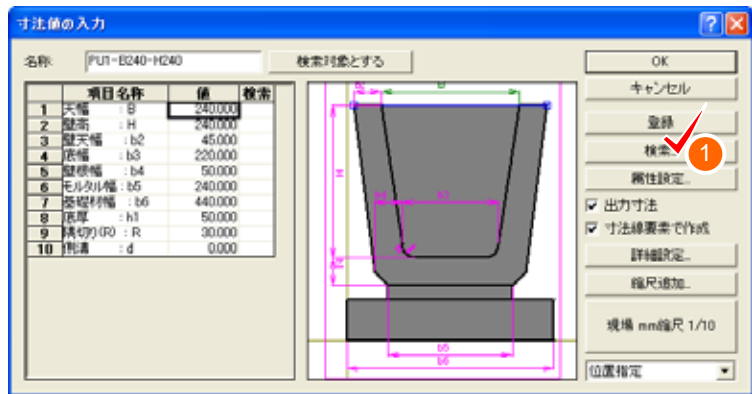 寸法値の入力
名称: PU1-B240-H240 検索対象とする
項目名称 値 検索
1 天幅 : B 240.000
2 壁高 : H 240.000
3 壁天幅 : b2 45.000
4 底幅 : b3 220.000
5 壁根幅 : b4 50.000
6 モルタル幅 : b5 240.000
7 基礎材幅 : b6 440.000
8 底厚 : h1 50.000
9 隅切り(R) : R 30.000
10 側溝 : d 0.000
b2 B
H
b4
b5
b6
OK
キャンセル
登録
検索...
1
属性設定...
出力寸法
寸法線要素で作成
詳細設定...
縮尺追加...
現場 mm縮尺 1/10
位置指定